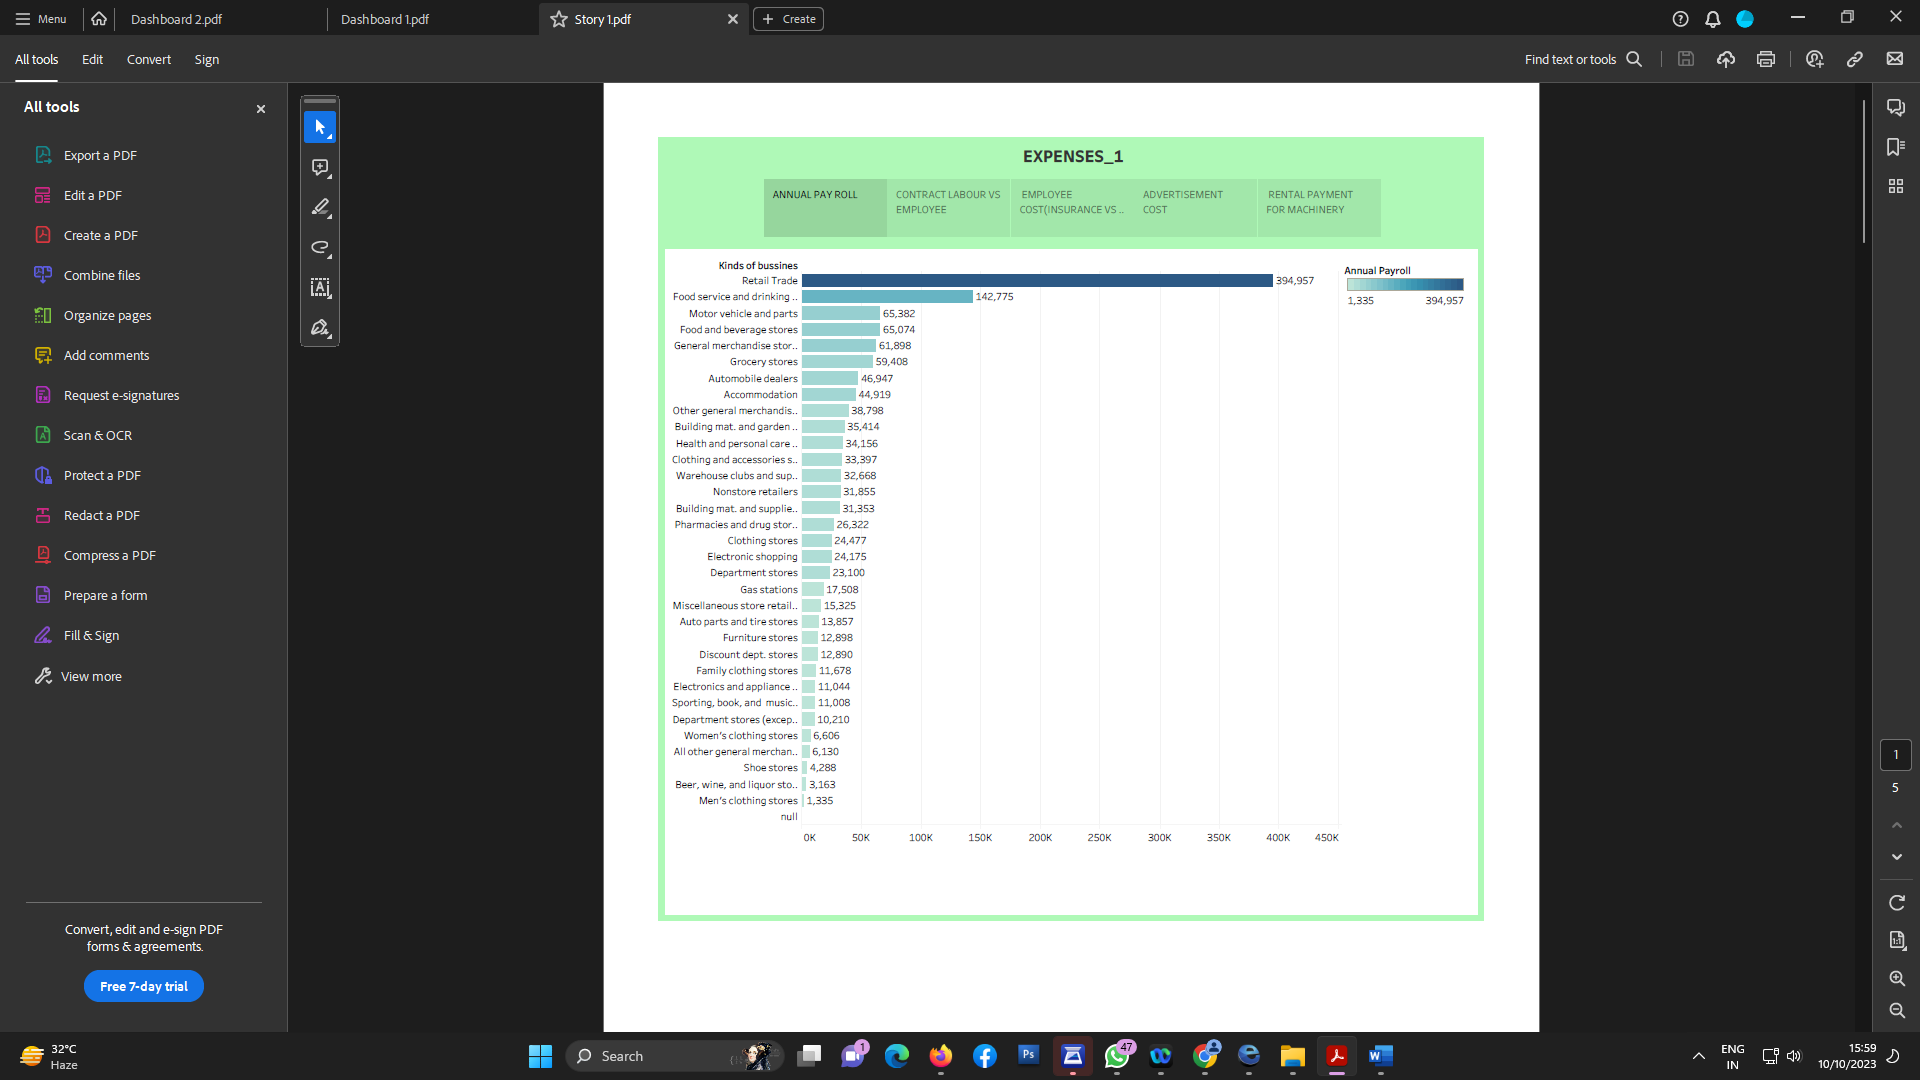 Menu
Dashboard 2.pdf
Dashboard 1.pdf
Story 1.pdf
Create
All tools
Edit
Convert
Sign
Find text or tools
All tools
Export a PDF
Edit a PDF
Create a PDF
Combine files
Organize pages
Add comments
Request e-signatures
Scan & OCR
Protect a PDF
Redact a PDF
Compress a PDF
Prepare a form
Fill & Sign
View more
Convert, edit and e-sign PDF
forms & agreements.
Free 7-day trial
EXPENSES_1
ANNUAL PAY ROLL
CONTRACT LABOUR VS
EMPLOYEE
EMPLOYEE
COST(INSURANCE VS ..
ADVERTISEMENT
COST
RENTAL PAYMENT
FOR MACHINERY
Kinds of bussines
Retail Trade 394,957
Food service and drinking .. 142,775
Motor vehicle and parts 65,382
Food and beverage stores 65,074
General merchandise stor.. 61,898
Grocery stores 59,408
Automobile dealers 46,947
Accommodation 44,919
Other general merchandis.. 38,798
Building mat. and garden .. 35,414
Health and personal care .. 34,156
Clothing and accessories s.. 33,397
Warehouse clubs and sup.. 32,668
Nonstore retailers 31,855
Building mat. and supplie.. 31,353
Pharmacies and drug stor.. 26,322
Clothing stores 24,477
Electronic shopping 24,175
Department stores 23,100
Gas stations 17,508
Miscellaneous store retail.. 15,325
Auto parts and tire stores 13,857
Furniture stores 12,898
Discount dept. stores 12,890
Family clothing stores 11,678
Electronics and appliance .. 11,044
Sporting, book, and music.. 11,008
Department stores (excep.. 10,210
Women's clothing stores 6,606
All other general merchan.. 6,130
Shoe stores 4,288
Beer, wine, and liquor sto.. 3,163
Men's clothing stores 1,335
null
0K 50K 100K 150K 200K 250K 300K 350K 400K 450K
Annual Payroll
1,335 394,957
1
5
1:1
32°C
Haze
Search
1
Ps
47
ENG
IN
15:59
10/10/2023